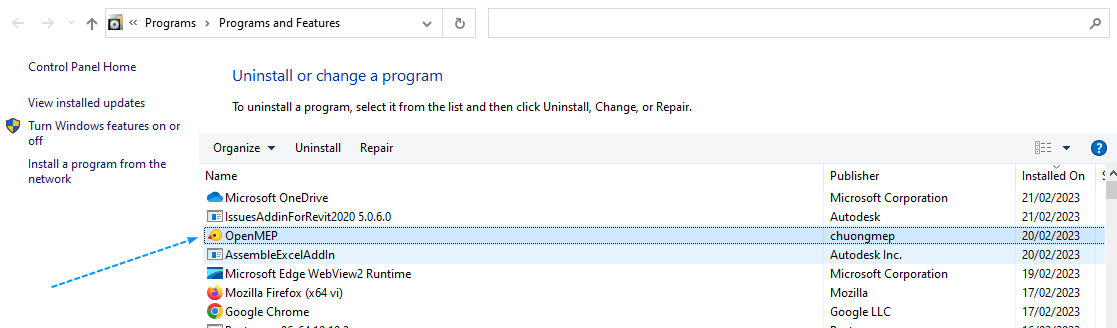 « Programs > Programs and Features
Control Panel Home
View installed updates
Turn Windows features on or
off
Install a program from the
network
Uninstall or change a program
To uninstall a program, select it from the list and then click Uninstall, Change, or Repair.
Organize Uninstall Repair
Name Publisher Installed On
Microsoft OneDrive Microsoft Corporation 21/02/2023
IssuesAddinForRevit2020 5.0.6.0 Autodesk 21/02/2023
OpenMEP chuongmep 20/02/2023
AssembleExcelAddIn Autodesk Inc. 20/02/2023
Microsoft Edge WebView2 Runtime Microsoft Corporation 19/02/2023
Mozilla Firefox (x64 vi) Mozilla 17/02/2023
Google Chrome Google LLC 17/02/2023